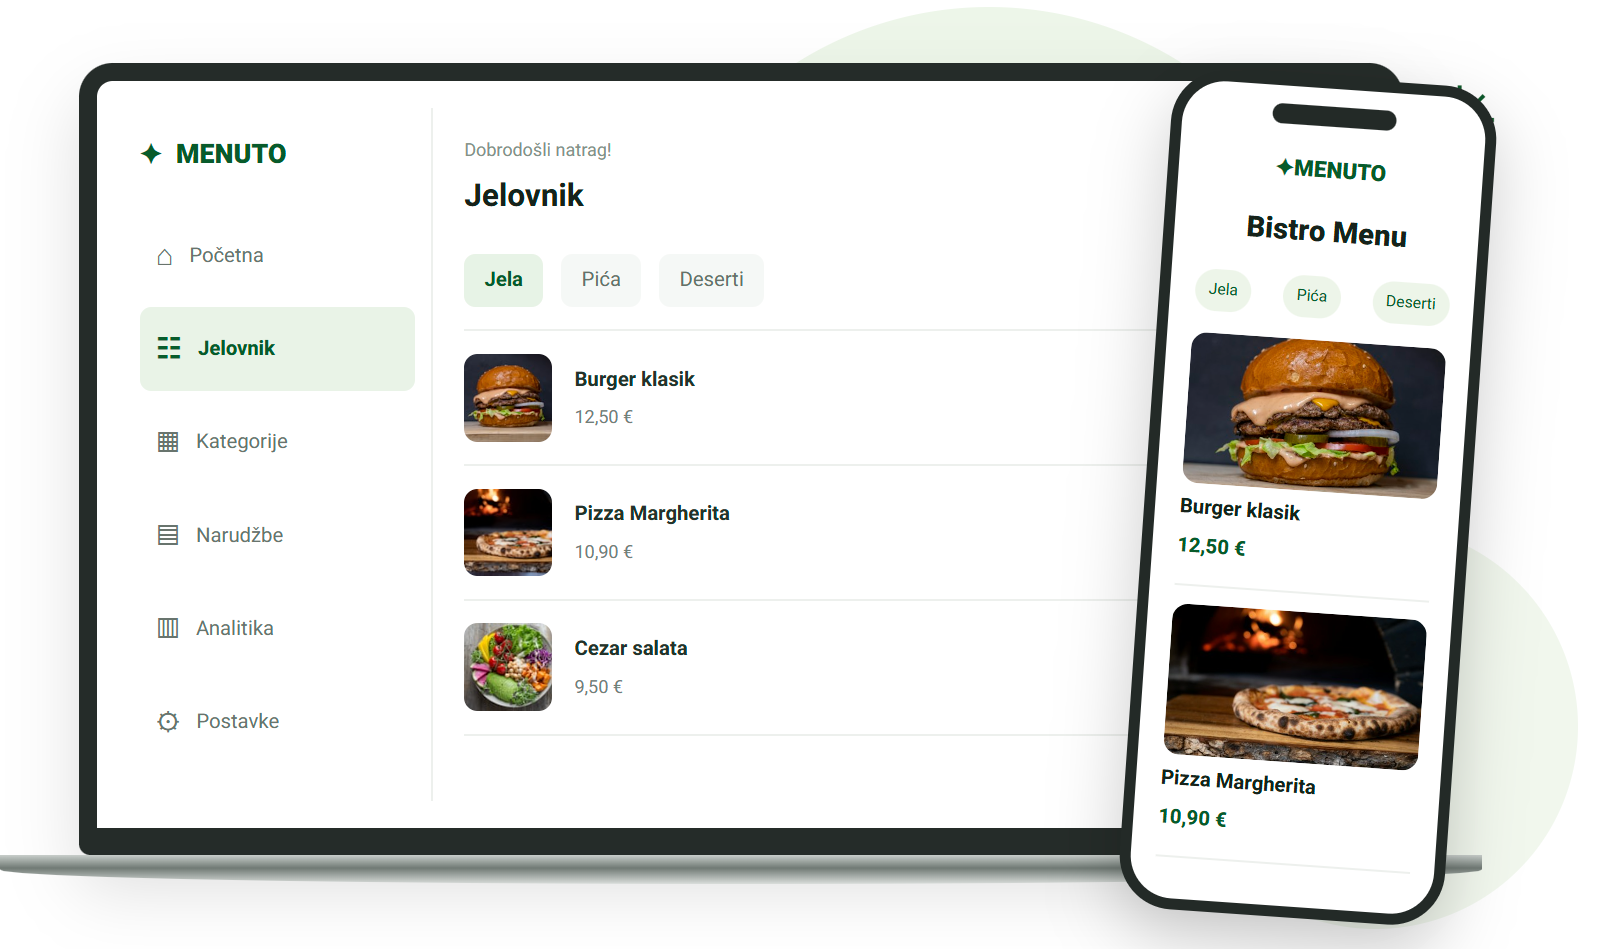 MENUTO
Početna
Jelovnik
Kategorije
Narudžbe
Analitika
Postavke
Dobrodošli natrag!
Jelovnik
Jela Pića Deserti
Burger klasik
12,50 €
Pizza Margherita
10,90 €
Cezar salata
9,50 €
MENUTO
Bistro Menu
Jela Pića Deserti
Burger klasik
12,50 €
Pizza Margherita
10,90 €